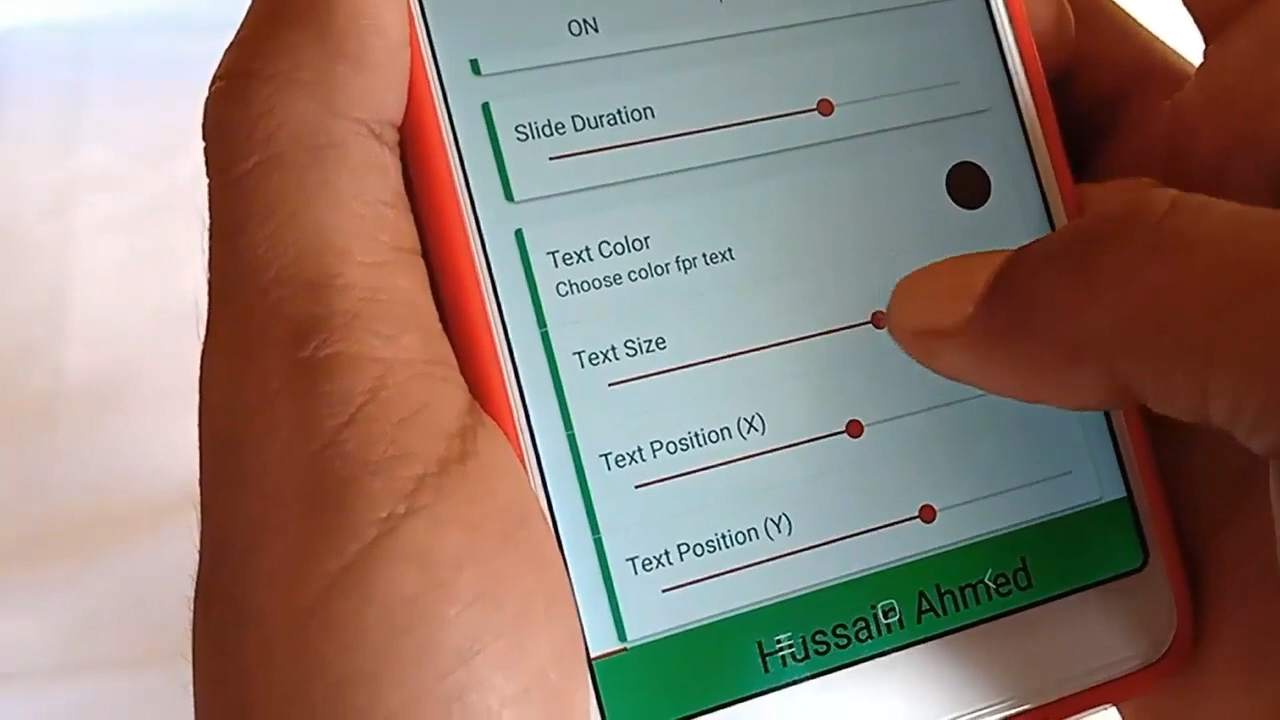 ON
Slide Duration
Text Color
Choose color fpr text
Text Size
Text Position (X)
Text Position (Y)
Hussain Ahmed